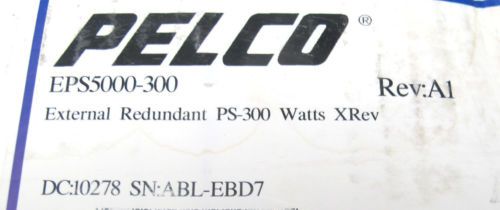 PELCO®
EPS5000-300 Rev:A1
External Redundant PS-300 Watts XRev
DC:10278 SN:ABL-EBD7